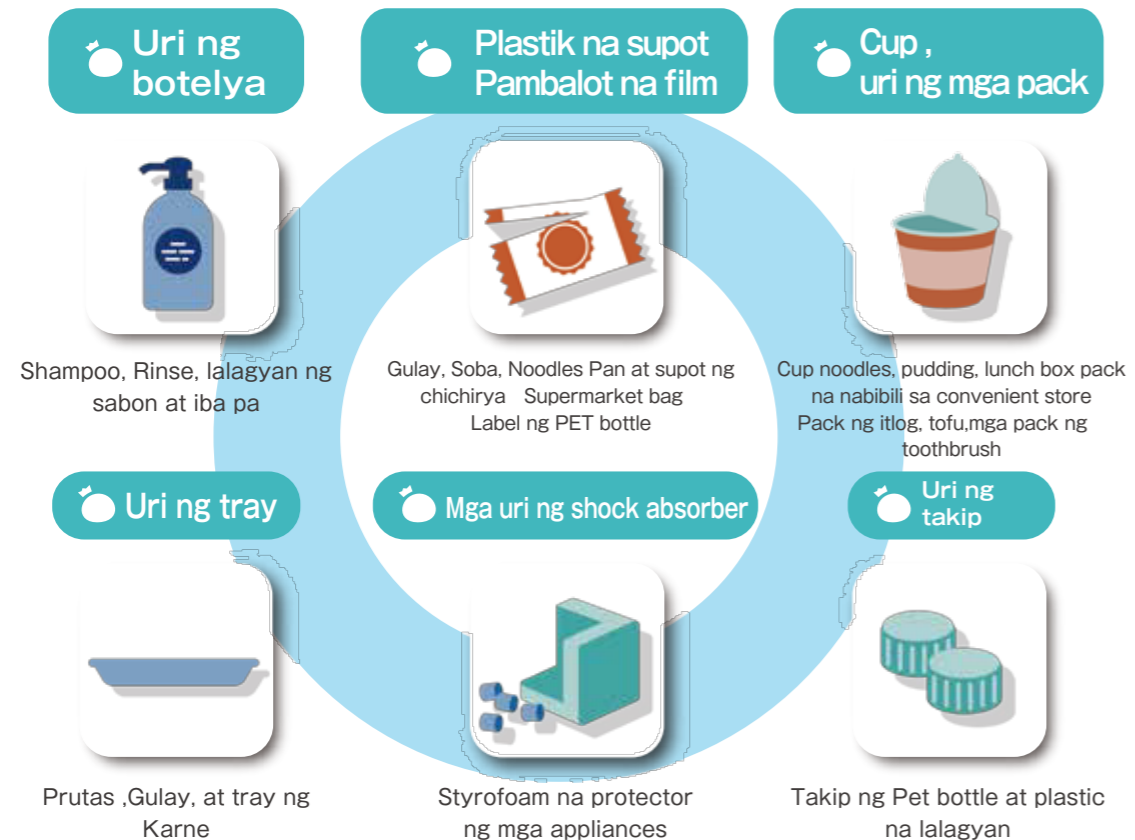 Uri ng
botelya
Plastik na supot
Pambalot na film
Cup ,
uri ng mga pack
Shampoo, Rinse, lalagyan ng
sabon at iba pa
Gulay, Soba, Noodles Pan at supot ng
chichirya Supermarket bag
Label ng PET bottle
Cup noodles, pudding, lunch box pack
na nabibili sa convenient store
Pack ng itlog, tofu,mga pack ng
toothbrush
Uri ng tray
Mga uri ng shock absorber
Uri ng
takip
Prutas ,Gulay, at tray ng
Karne
Styrofoam na protector
ng mga appliances
Takip ng Pet bottle at plastic
na lalagyan